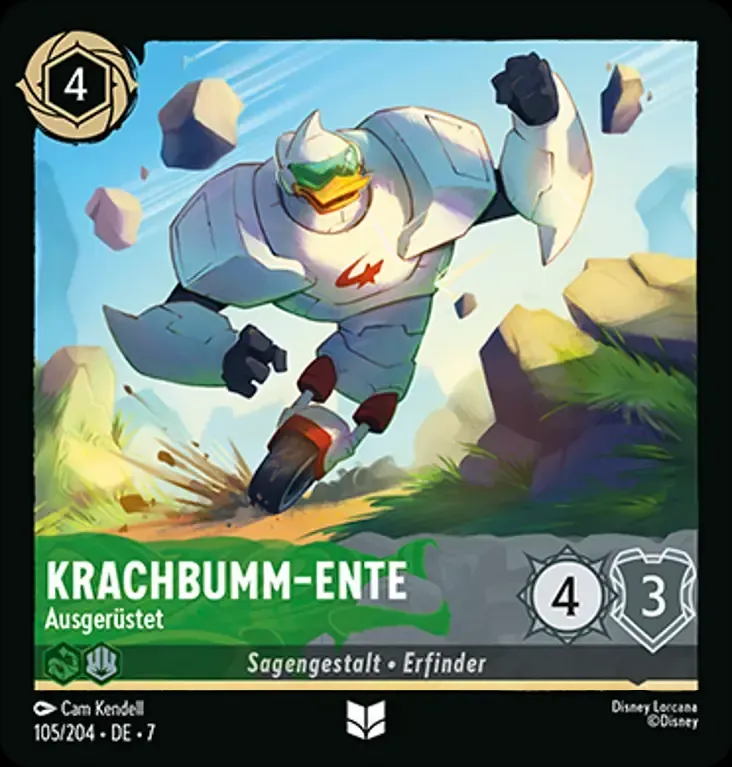 4
KRACHBUMM-ENTE
Ausgerüstet
4
3
Sagengestalt • Erfinder
Cam Kendell
105/204 • DE • 7
Disney Lorcana
©Disney